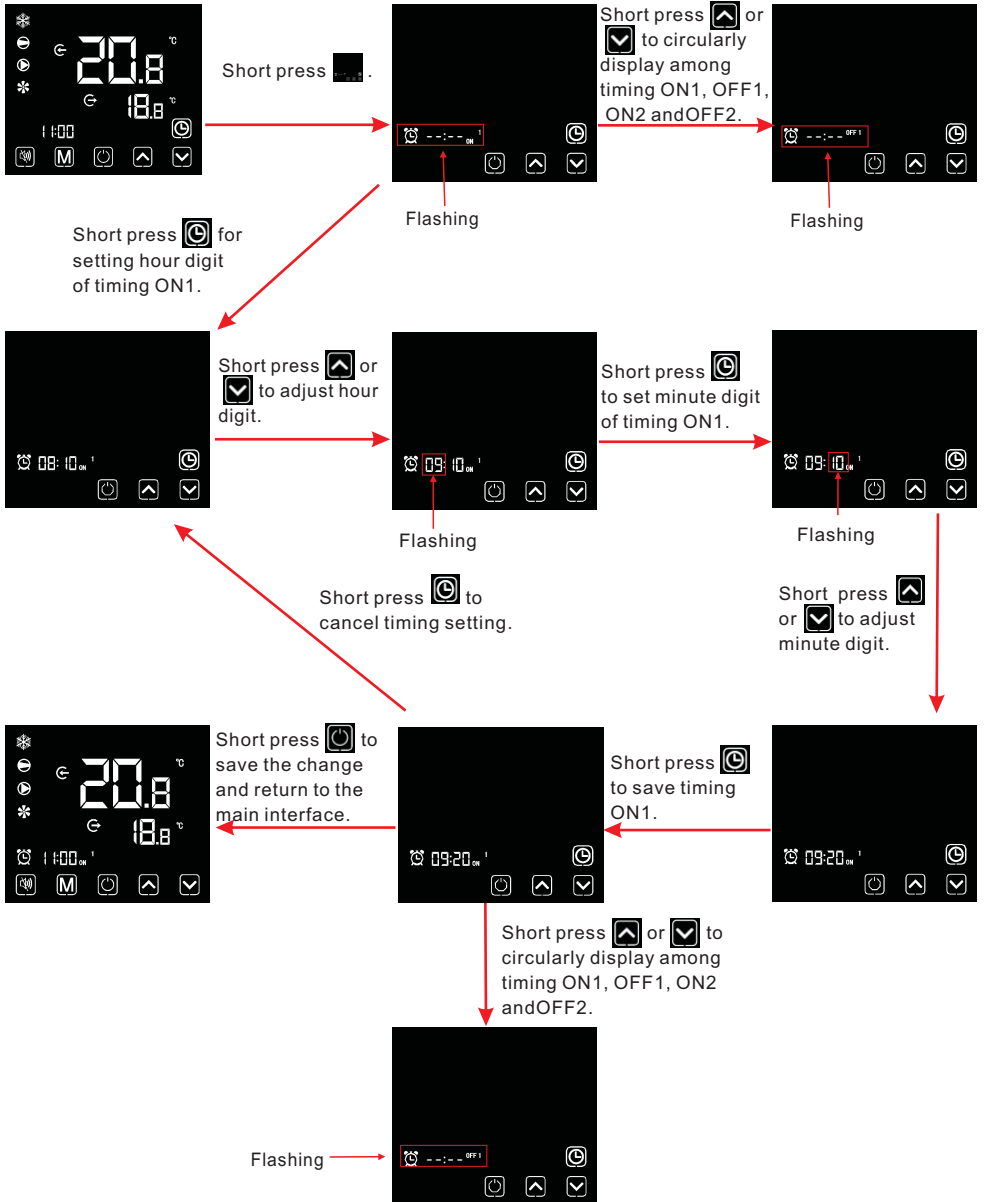 20.8 ℃
18.8 ℃
11:00
M
Short press .
--:-- ON 1
Flashing
Short press or
to circularly
display among
timing ON1, OFF1,
ON2 andOFF2.
--:-- OFF 1
Flashing
Short press for
setting hour digit
of timing ON1.
08:10 ON 1
Short press or
to adjust hour
digit.
09:10 ON 1
Flashing
Short press
to set minute digit
of timing ON1.
09:10 ON 1
Flashing
Short press to
cancel timing setting.
Short press
or to adjust
minute digit.
20.8 ℃
18.8 ℃
11:00 ON 1
M
Short press to
save the change
and return to the
main interface.
09:20 ON 1
Short press
to save timing
ON1.
09:20 ON 1
Short press or to
circularly display among
timing ON1, OFF1, ON2
andOFF2.
Flashing
--:-- OFF 1